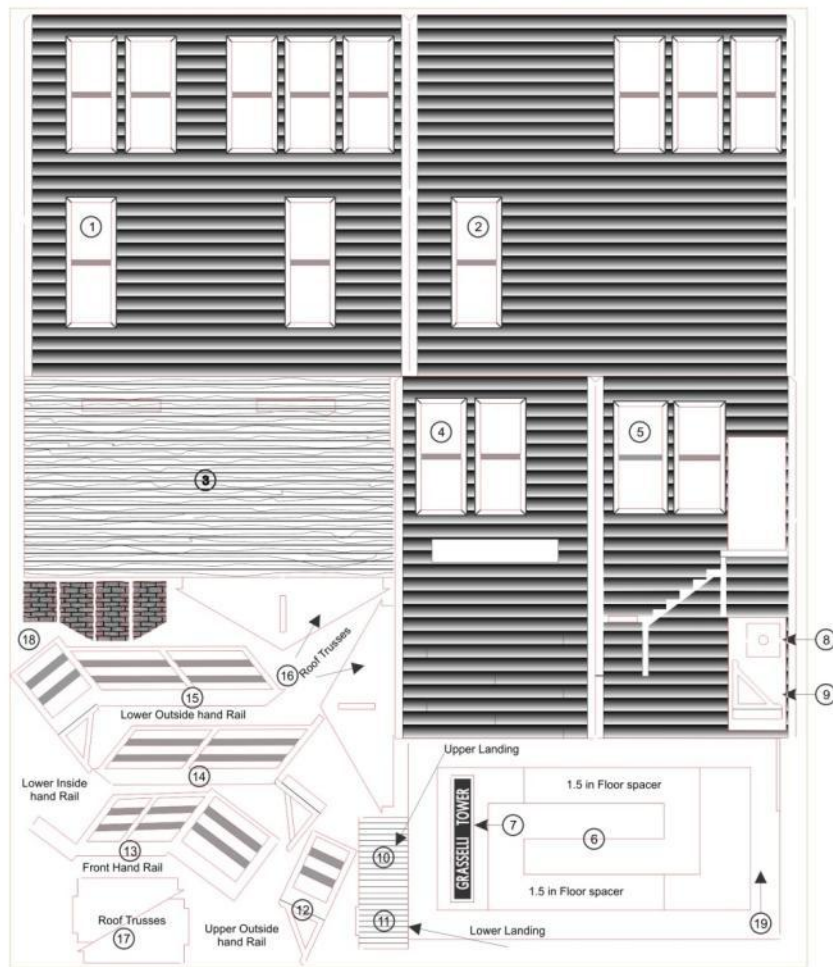 1
2
3
4
5
8
9
18
16
Roof Trusses
15
Lower Outside hand Rail
Upper Landing
14
Lower Inside
hand Rail
1.5 in Floor spacer
GRASSELLI TOWER
7
6
13
Front Hand Rail
10
1.5 in Floor spacer
12
11
19
Roof Trusses
17
Upper Outside
hand Rail
Lower Landing